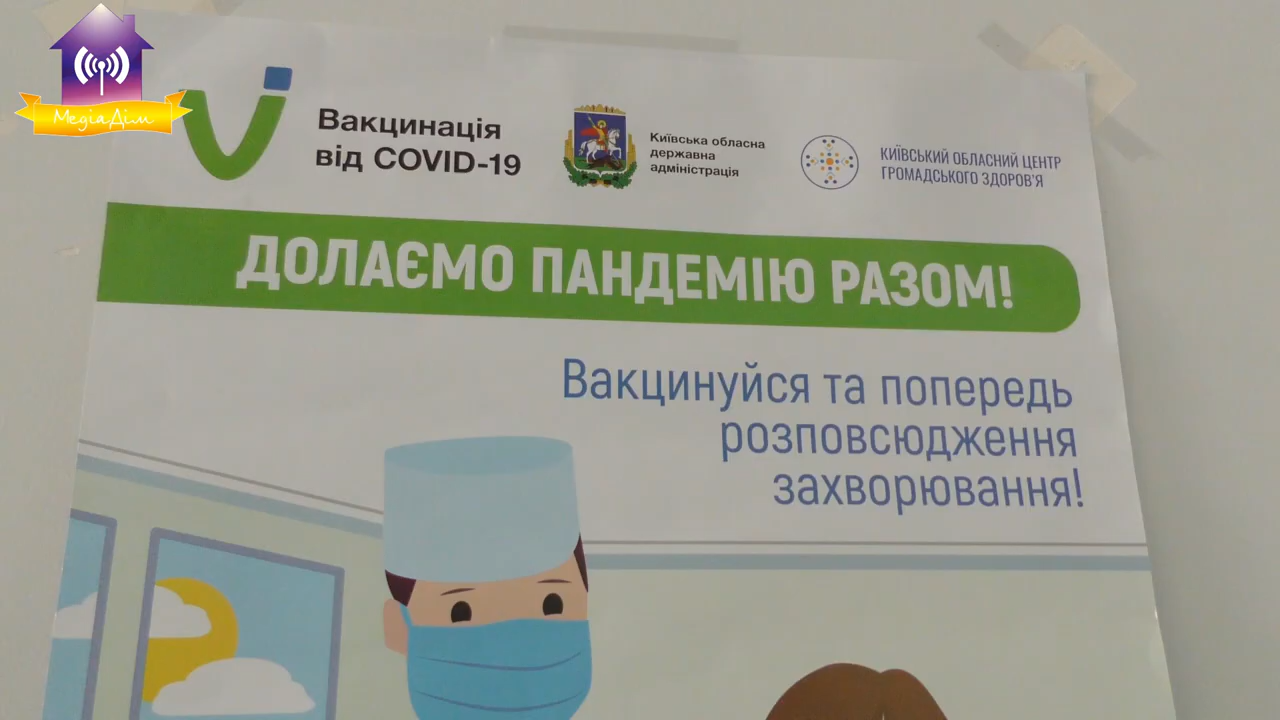 МедіаДім
Вакцинація
від COVID-19
Київська обласна
державна
адміністрація
КИЇВСЬКИЙ ОБЛАСНИЙ ЦЕНТР
ГРОМАДСЬКОГО ЗДОРОВ'Я
ДОЛАЄМО ПАНДЕМІЮ РАЗОМ!
Вакцинуйся та попередь
розповсюдження
захворювання!